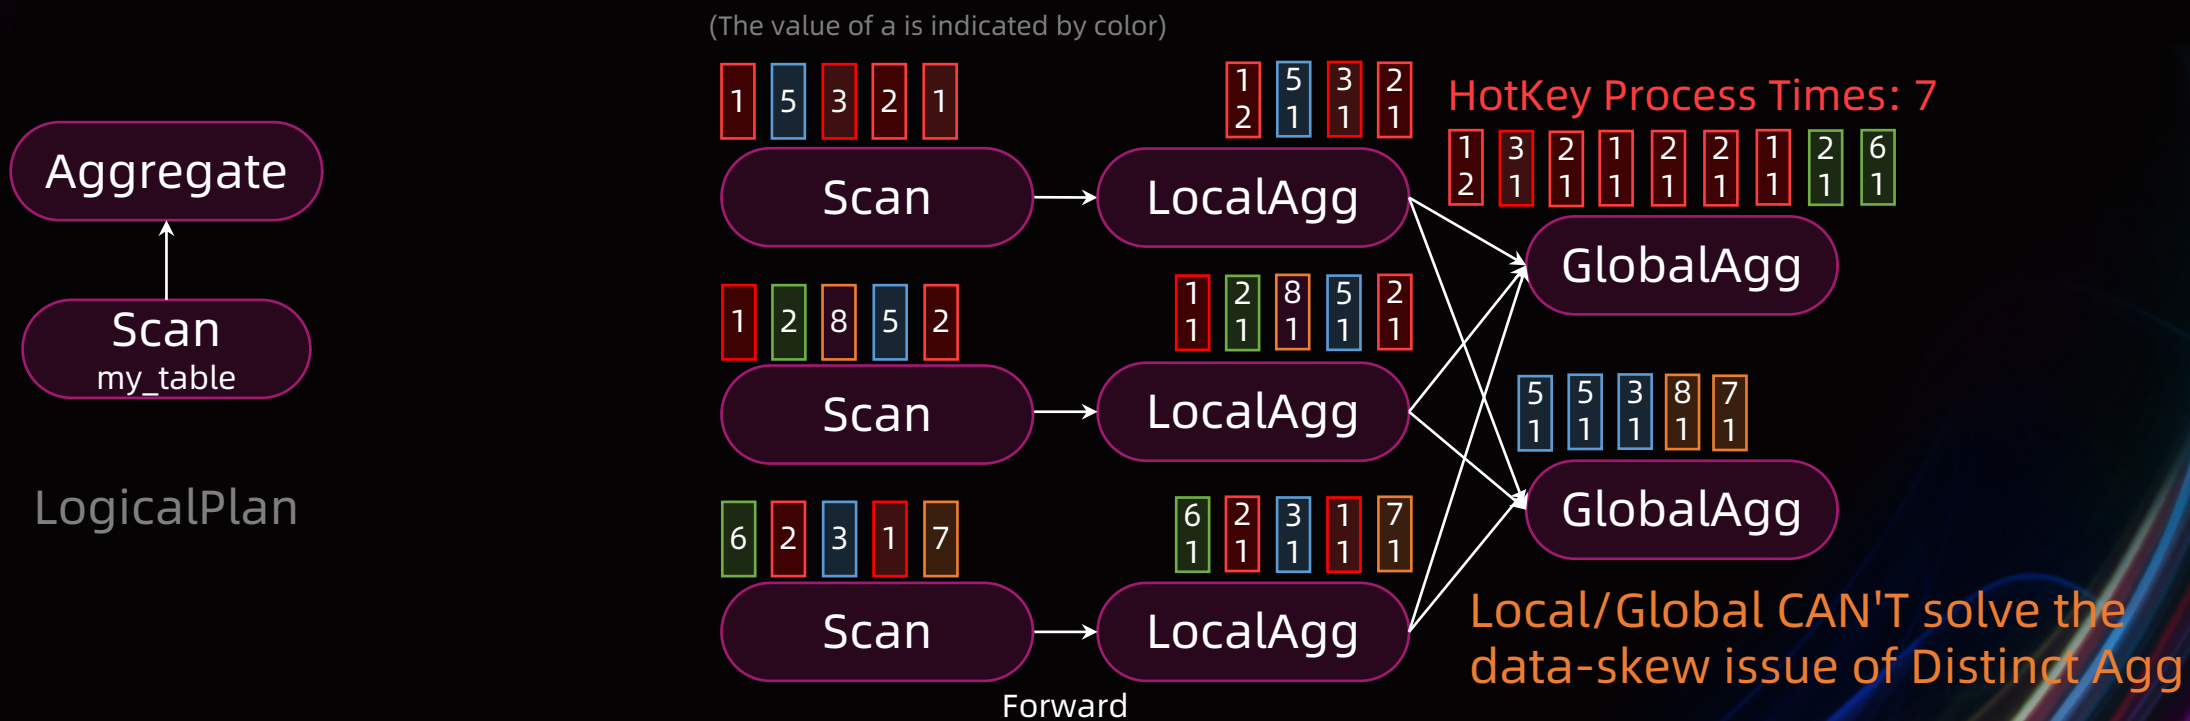 (The value of a is indicated by color)
Aggregate
Scan
my_table
LogicalPlan
1 5 3 2 1
Scan
1 5 3 2
2 1 1 1
LocalAgg
HotKey Process Times: 7
1 3 2 1 2 2 1 2 6
2 1 1 1 1 1 1 1 1
GlobalAgg
1 2 8 5 2
Scan
1 2 8 5 2
1 1 1 1 1
LocalAgg
5 5 3 8 7
1 1 1 1 1
GlobalAgg
6 2 3 1 7
Scan
6 2 3 1 7
1 1 1 1 1
LocalAgg
Forward
Local/Global CAN'T solve the
data-skew issue of Distinct Agg